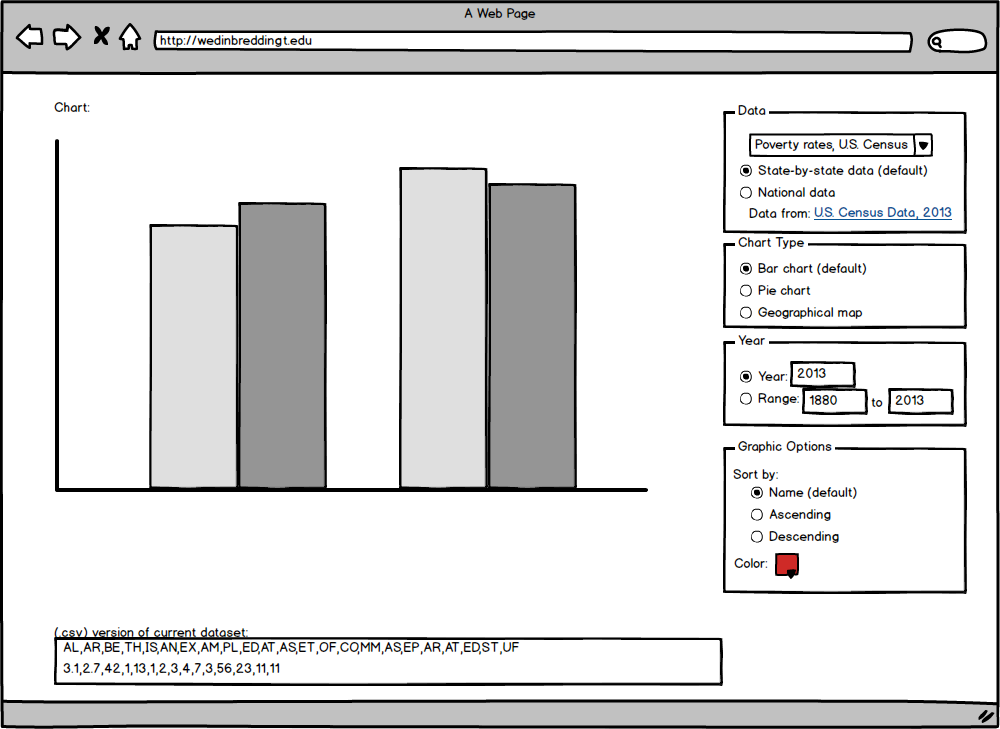 A Web Page
http://wedinbreddingt.edu
Chart:
Data
Poverty rates, U.S. Census
State-by-state data (default)
National data
Data from: U.S. Census Data, 2013
Chart Type
Bar chart (default)
Pie chart
Geographical map
Year
Year: 2013
Range: 1880 to 2013
Graphic Options
Sort by:
Name (default)
Ascending
Descending
Color:
(.csv) version of current dataset:
AL,AR,BE,TH,IS,AN,EX,AM,PL,ED,AT,AS,ET,OF,CO,MM,AS,EP,AR,AT,ED,ST,UF
3.1,2.7,42,1,13,1,2,3,4,7,3,56,23,11,11